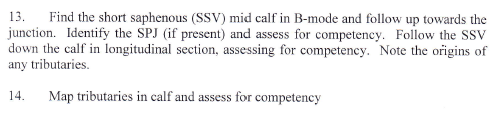 13. Find the short saphenous (SSV) mid calf in B-mode and follow up towards the
junction. Identify the SPJ (if present) and assess for competency. Follow the SSV
down the calf in longitudinal section, assessing for competency. Note the origins of
any tributaries.
14. Map tributaries in calf and assess for competency